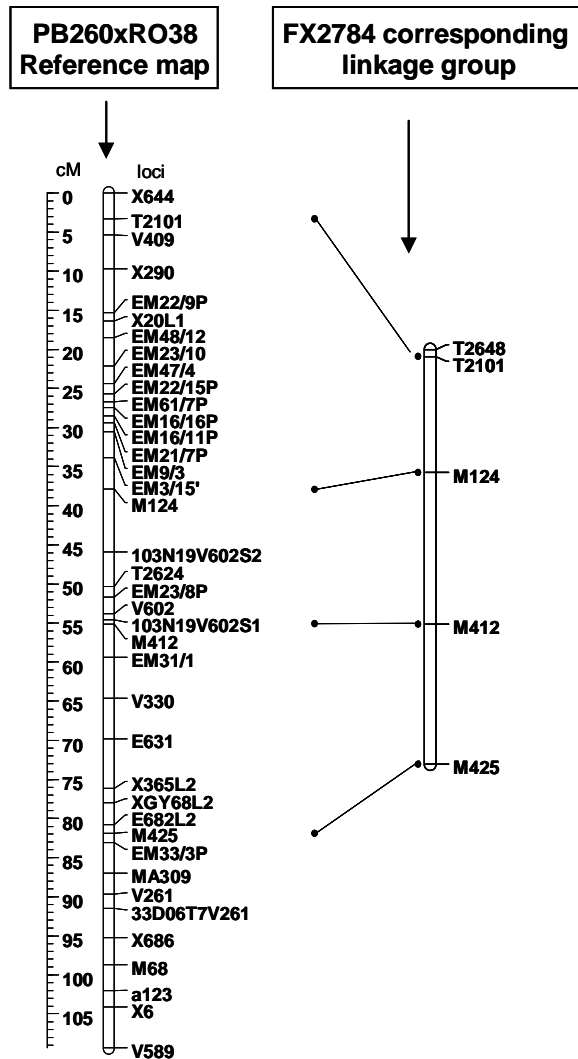 PB260xRO38
Reference map
FX2784 corresponding
linkage group
cM
loci
0
5
10
15
20
25
30
35
40
45
50
55
60
65
70
75
80
85
90
95
100
105
X644
T2101
V409
X290
EM22/9P
X20L1
EM48/12
EM23/10
EM47/4
EM22/15P
EM61/7P
EM16/16P
EM16/11P
EM21/7P
EM9/3
EM3/15'
M124
103N19V602S2
T2624
EM23/8P
V602
103N19V602S1
M412
EM31/1
V330
E631
X365L2
XGY68L2
E682L2
M425
EM33/3P
MA309
V261
33D06T7V261
X686
M68
a123
X6
V589
T2648
T2101
M124
M412
M425